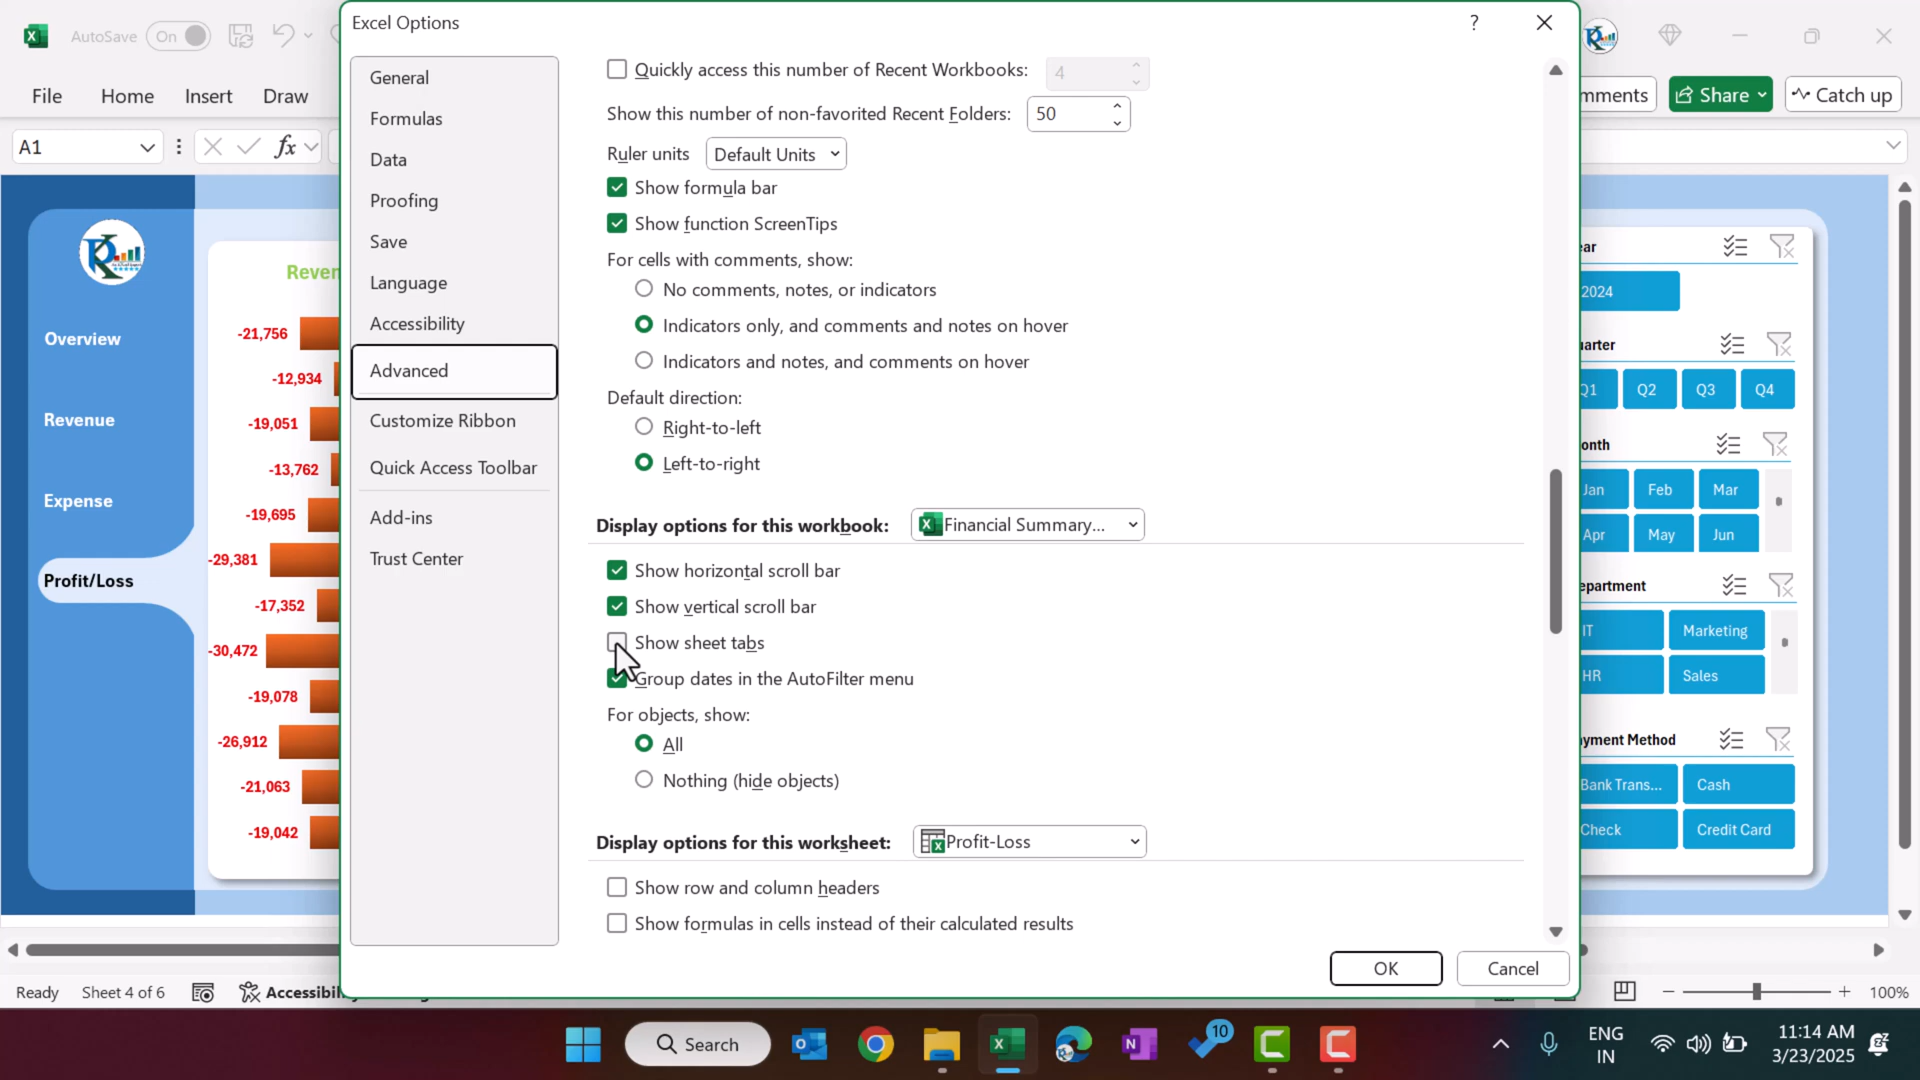 Excel Options
?
AutoSave On
File Home Insert Draw
Share
Catch up
A1
fx
General
Formulas
Data
Proofing
Save
Language
Accessibility
Advanced
Customize Ribbon
Quick Access Toolbar
Add-ins
Trust Center
Quickly access this number of Recent Workbooks: 4
Show this number of non-favorited Recent Folders: 50
Ruler units Default Units
Show formula bar
Show function ScreenTips
For cells with comments, show:
No comments, notes, or indicators
Indicators only, and comments and notes on hover
Indicators and notes, and comments on hover
Default direction:
Right-to-left
Left-to-right
Display options for this workbook: Financial Summary...
Show horizontal scroll bar
Show vertical scroll bar
Show sheet tabs
Group dates in the AutoFilter menu
For objects, show:
All
Nothing (hide objects)
Display options for this worksheet: Profit-Loss
Show row and column headers
Show formulas in cells instead of their calculated results
OK Cancel
Overview
Revenue
Expense
Profit/Loss
-21,756
-12,934
-19,051
-13,762
-19,695
-29,381
-17,352
-30,472
-19,078
-26,912
-21,063
-19,042
2024
Q1 Q2 Q3 Q4
Jan Feb Mar
Apr May Jun
IT Marketing
HR Sales
Bank Trans... Cash
Check Credit Card
Ready Sheet 4 of 6
100%
Search
10
ENG
IN
11:14 AM
3/23/2025